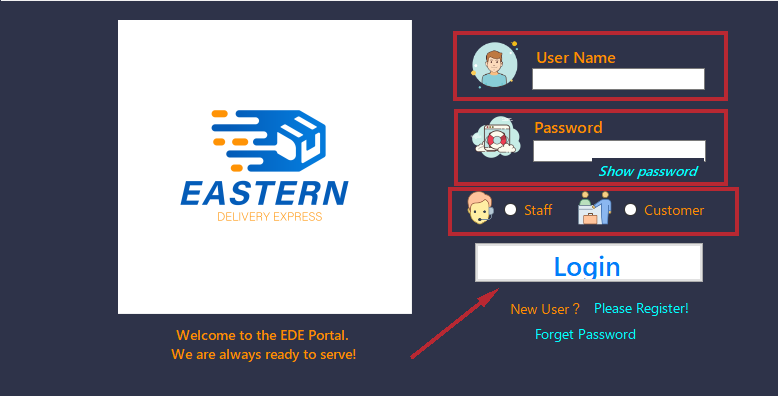 EASTERN
DELIVERY EXPRESS
Welcome to the EDE Portal.
We are always ready to serve!
User Name
Password
Show password
Staff
Customer
Login
New User ? Please Register!
Forget Password